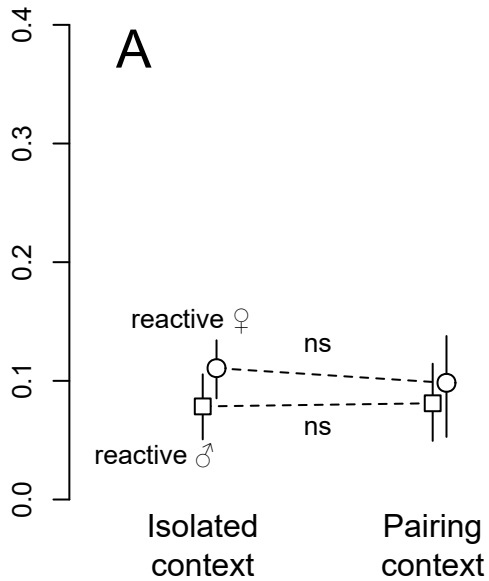 A
0.4
0.3
0.2
0.1
0.0
reactive ♀
ns
ns
reactive ♂
Isolated
context
Pairing
context